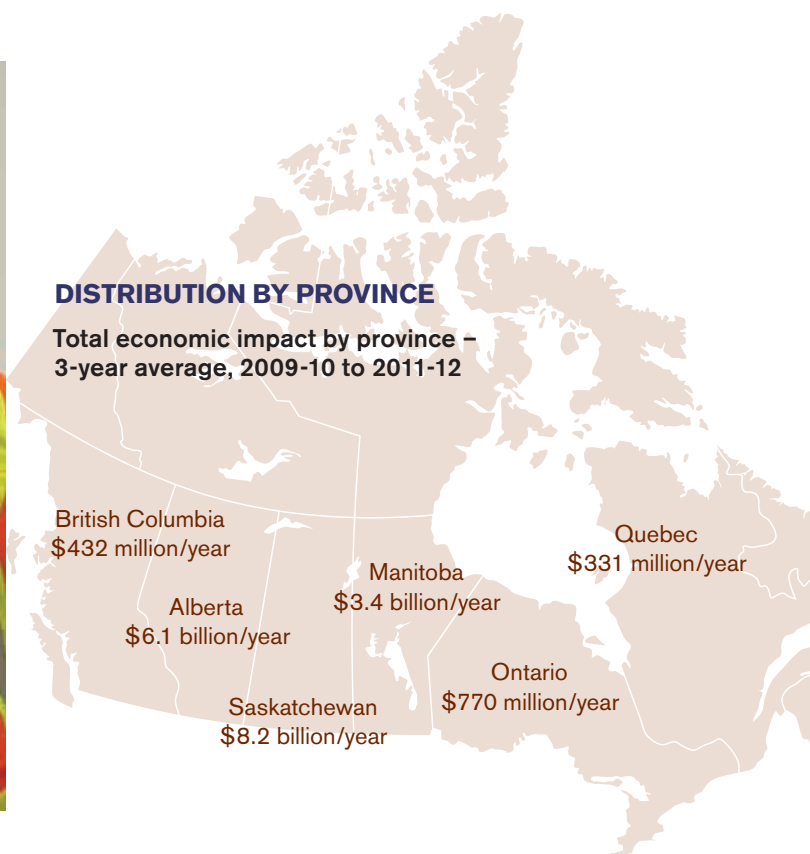 DISTRIBUTION BY PROVINCE
Total economic impact by province –
3-year average, 2009-10 to 2011-12
British Columbia
$432 million/year
Alberta
$6.1 billion/year
Saskatchewan
$8.2 billion/year
Manitoba
$3.4 billion/year
Ontario
$770 million/year
Quebec
$331 million/year